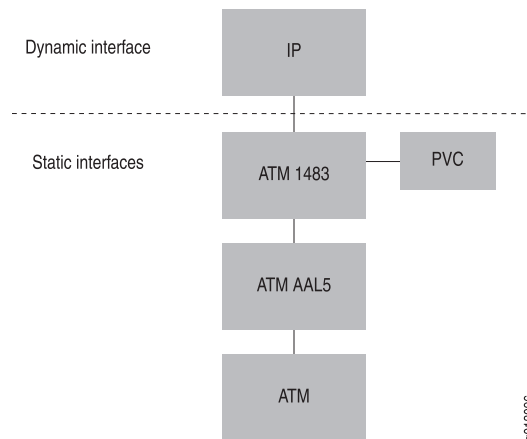 Dynamic interface
IP
Static interfaces
ATM 1483
PVC
ATM AAL5
ATM